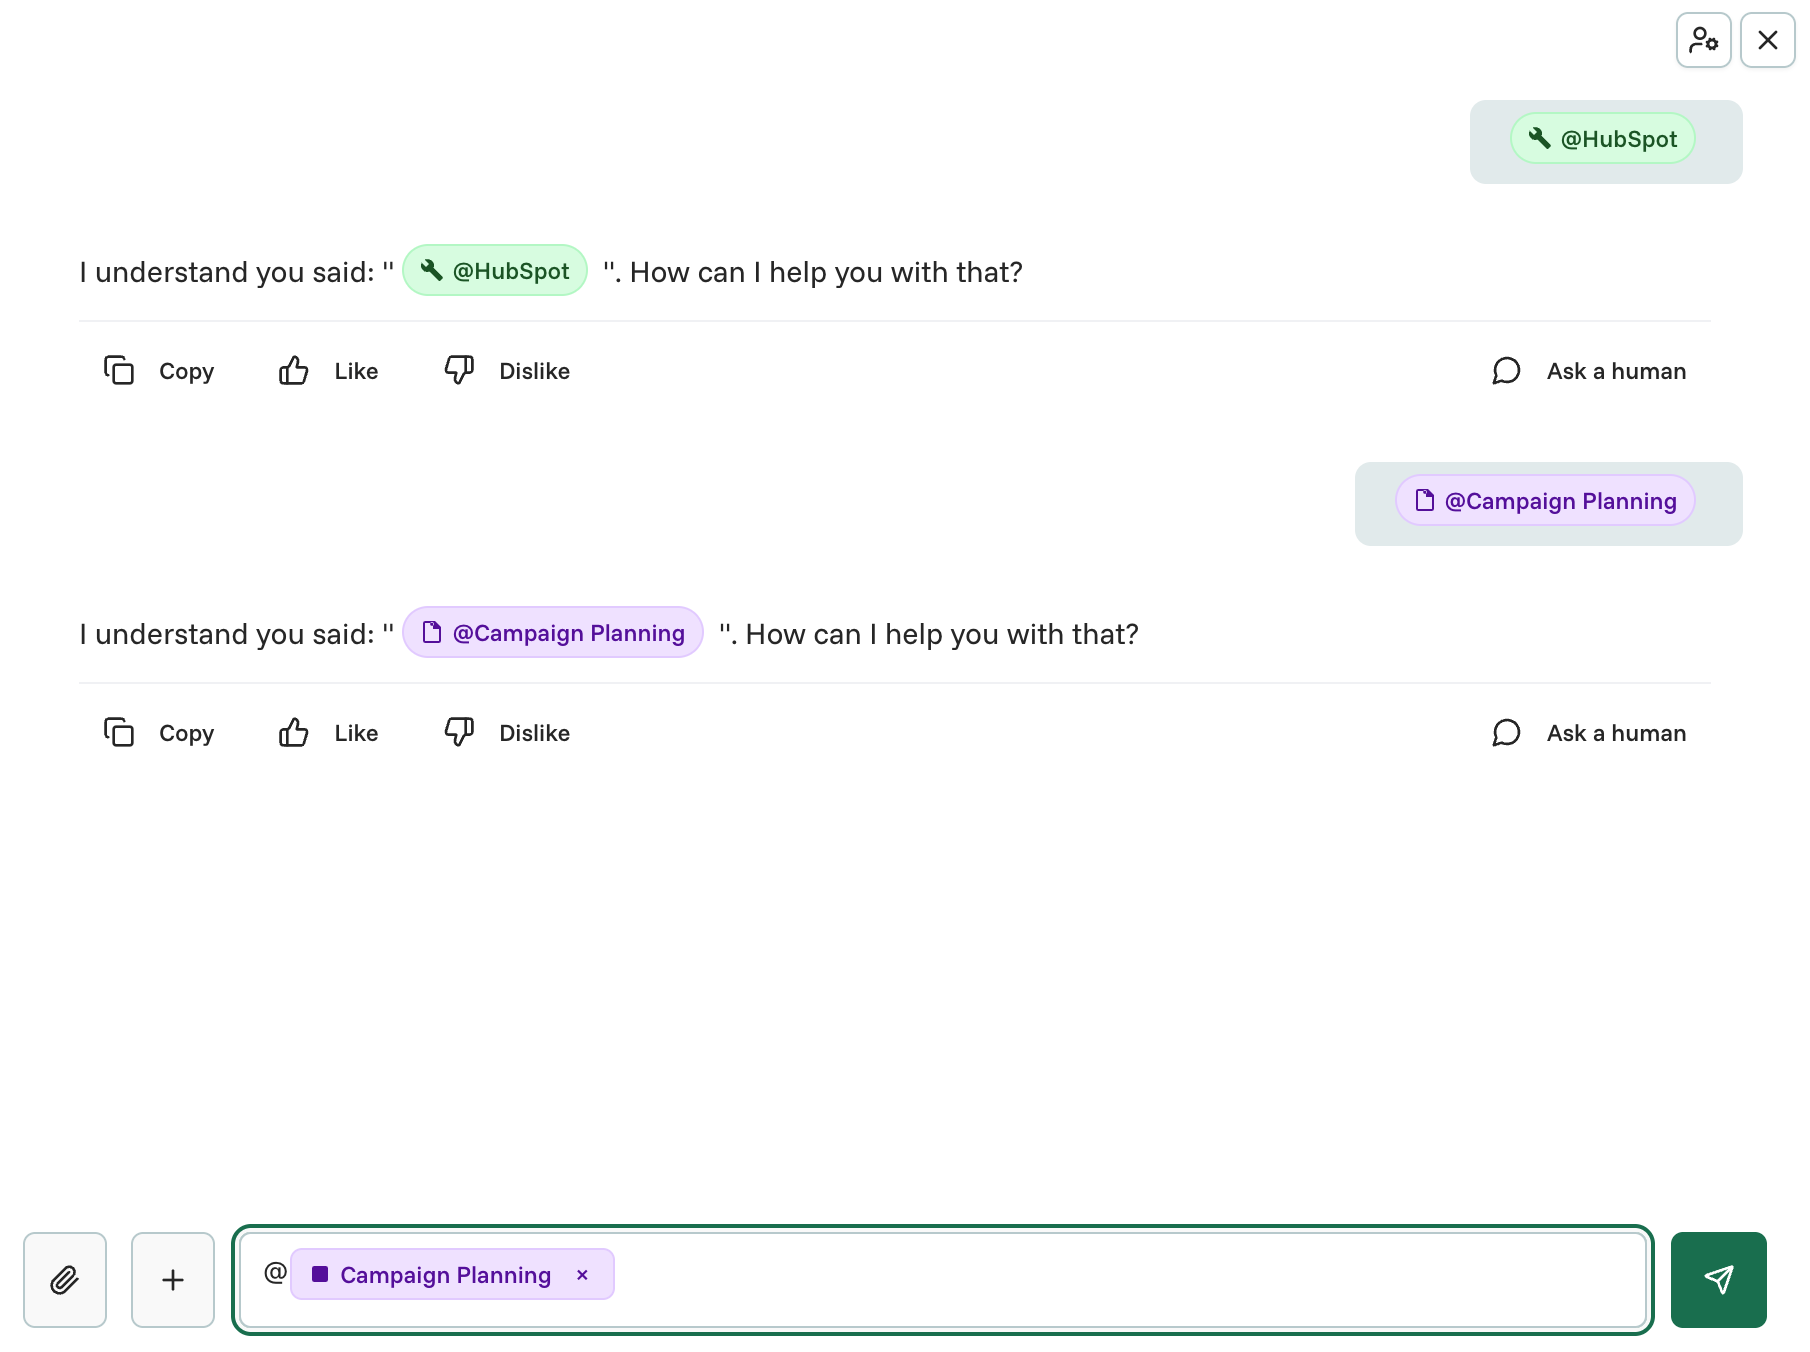 @HubSpot
I understand you said: " @HubSpot ". How can I help you with that?
Copy Like Dislike Ask a human
@Campaign Planning
I understand you said: " @Campaign Planning ". How can I help you with that?
Copy Like Dislike Ask a human
@ Campaign Planning ×